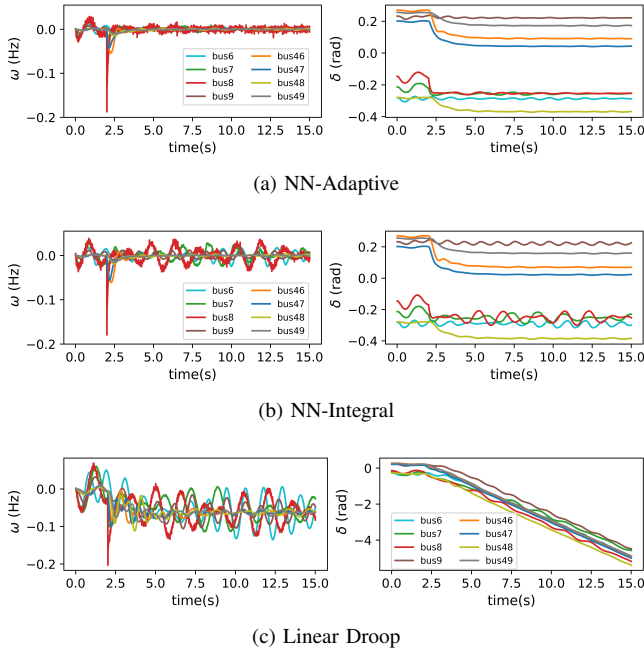 0.0
−0.1
−0.2
ω (Hz)
bus6 bus46
bus7 bus47
bus8 bus48
bus9 bus49
0.0 2.5 5.0 7.5 10.0 12.5 15.0
time(s)
0.2
0.0
−0.2
−0.4
δ (rad)
0.0 2.5 5.0 7.5 10.0 12.5 15.0
time(s)
(a) NN-Adaptive
0.0
−0.1
−0.2
ω (Hz)
bus6 bus46
bus7 bus47
bus8 bus48
bus9 bus49
0.0 2.5 5.0 7.5 10.0 12.5 15.0
time(s)
0.2
0.0
−0.2
−0.4
δ (rad)
0.0 2.5 5.0 7.5 10.0 12.5 15.0
time(s)
(b) NN-Integral
0.0
−0.1
−0.2
ω (Hz)
0.0 2.5 5.0 7.5 10.0 12.5 15.0
time(s)
0
−2
−4
δ (rad)
bus6 bus46
bus7 bus47
bus8 bus48
bus9 bus49
0.0 2.5 5.0 7.5 10.0 12.5 15.0
time(s)
(c) Linear Droop